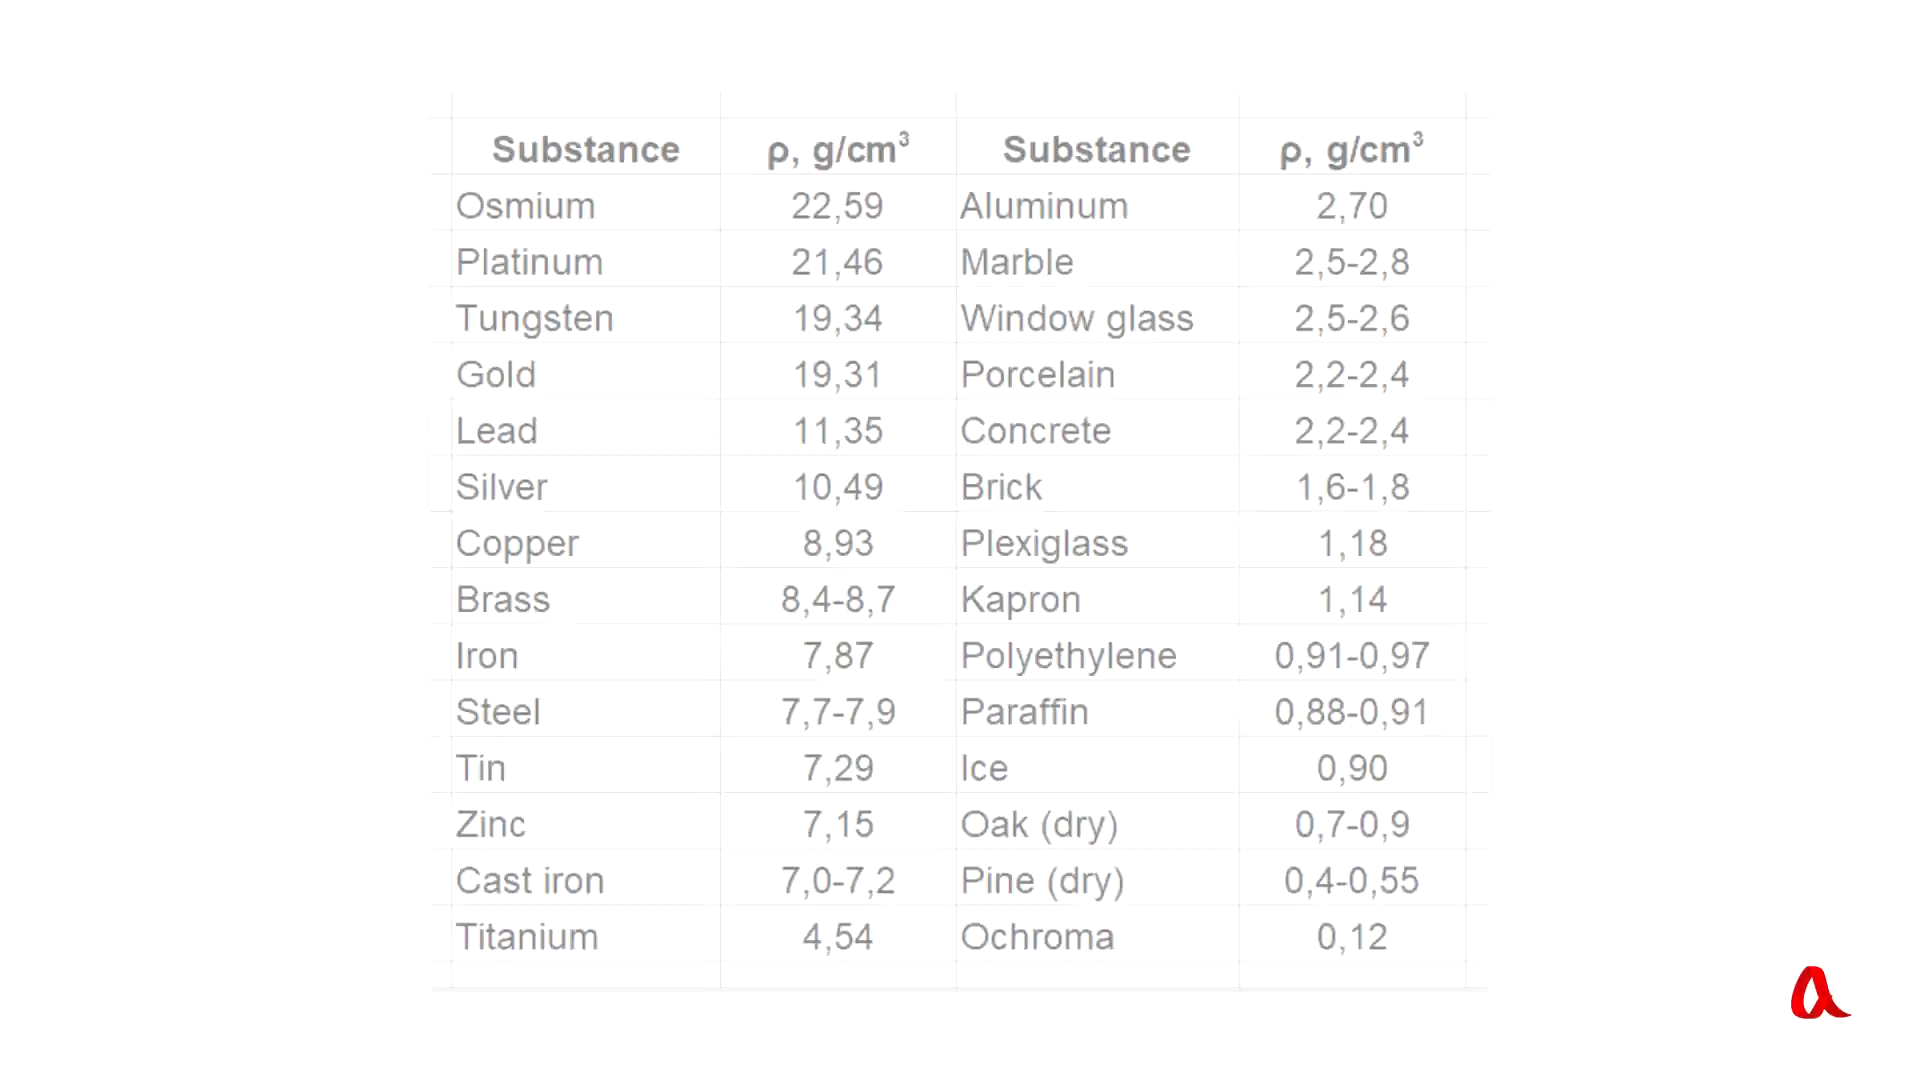 Substance ρ, g/cm³ Substance ρ, g/cm³
Osmium 22,59 Aluminum 2,70
Platinum 21,46 Marble 2,5-2,8
Tungsten 19,34 Window glass 2,5-2,6
Gold 19,31 Porcelain 2,2-2,4
Lead 11,35 Concrete 2,2-2,4
Silver 10,49 Brick 1,6-1,8
Copper 8,93 Plexiglass 1,18
Brass 8,4-8,7 Kapron 1,14
Iron 7,87 Polyethylene 0,91-0,97
Steel 7,7-7,9 Paraffin 0,88-0,91
Tin 7,29 Ice 0,90
Zinc 7,15 Oak (dry) 0,7-0,9
Cast iron 7,0-7,2 Pine (dry) 0,4-0,55
Titanium 4,54 Ochroma 0,12
a